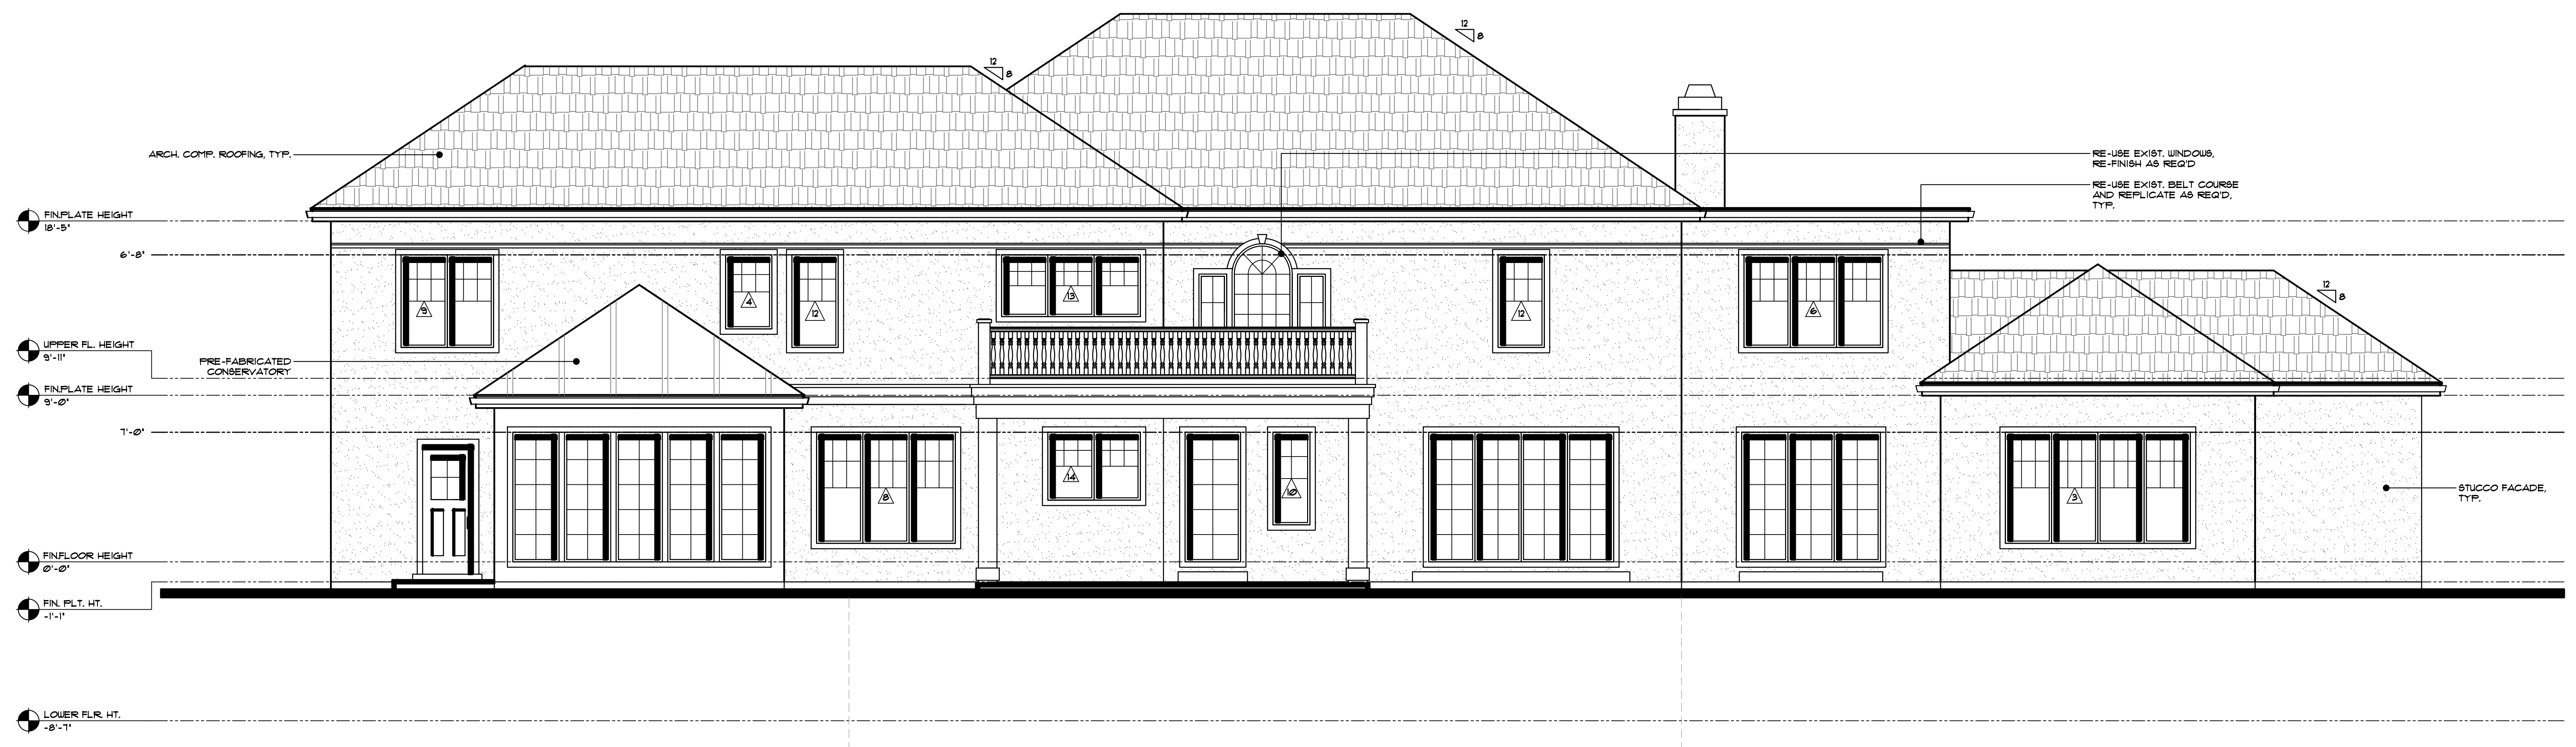 12
8
12
8
ARCH. COMP. ROOFING, TYP.
RE-USE EXIST. WINDOWS,
RE-FINISH AS REQ'D
RE-USE EXIST. BELT COURSE
AND REPLICATE AS REQ'D,
TYP.
FIN.PLATE HEIGHT
18'-5"
6'-8"
12
8
9
4
12
13
12
6
UPPER FL. HEIGHT
9'-11"
PRE-FABRICATED
CONSERVATORY
FIN.PLATE HEIGHT
9'-0"
7'-0"
14
10
8
3
STUCCO FACADE,
TYP.
FIN.FLOOR HEIGHT
0'-0"
FIN. PLT. HT.
-1'-1"
LOWER FLR. HT.
-8'-7"